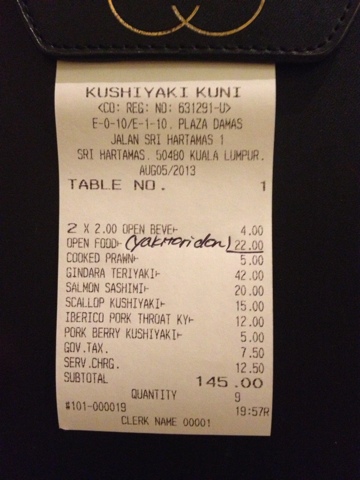 KUSHIYAKI KUNI
<CO: REG: NO: 631291-U>
E-0-10/E-1-10. PLAZA DAMAS
JALAN SRI HARTAMAS 1
SRI HARTAMAS. 50480 KUALA LUMPUR.
AUG05/2013
TABLE NO. 1
2 X 2.00 OPEN BEVE 4.00
OPEN FOOD (yakmoridon) 22.00
COOKED PRAWN 5.00
GINDARA TERIYAKI 42.00
SALMON SASHIMI 20.00
SCALLOP KUSHIYAKI 15.00
IBERICO PORK THROAT KY 12.00
PORK BERRY KUSHIYAKI 5.00
GOV.TAX. 7.50
SERV.CHRG. 12.50
SUBTOTAL 145.00
QUANTITY 9
#101-000019 19:57R
CLERK NAME 00001